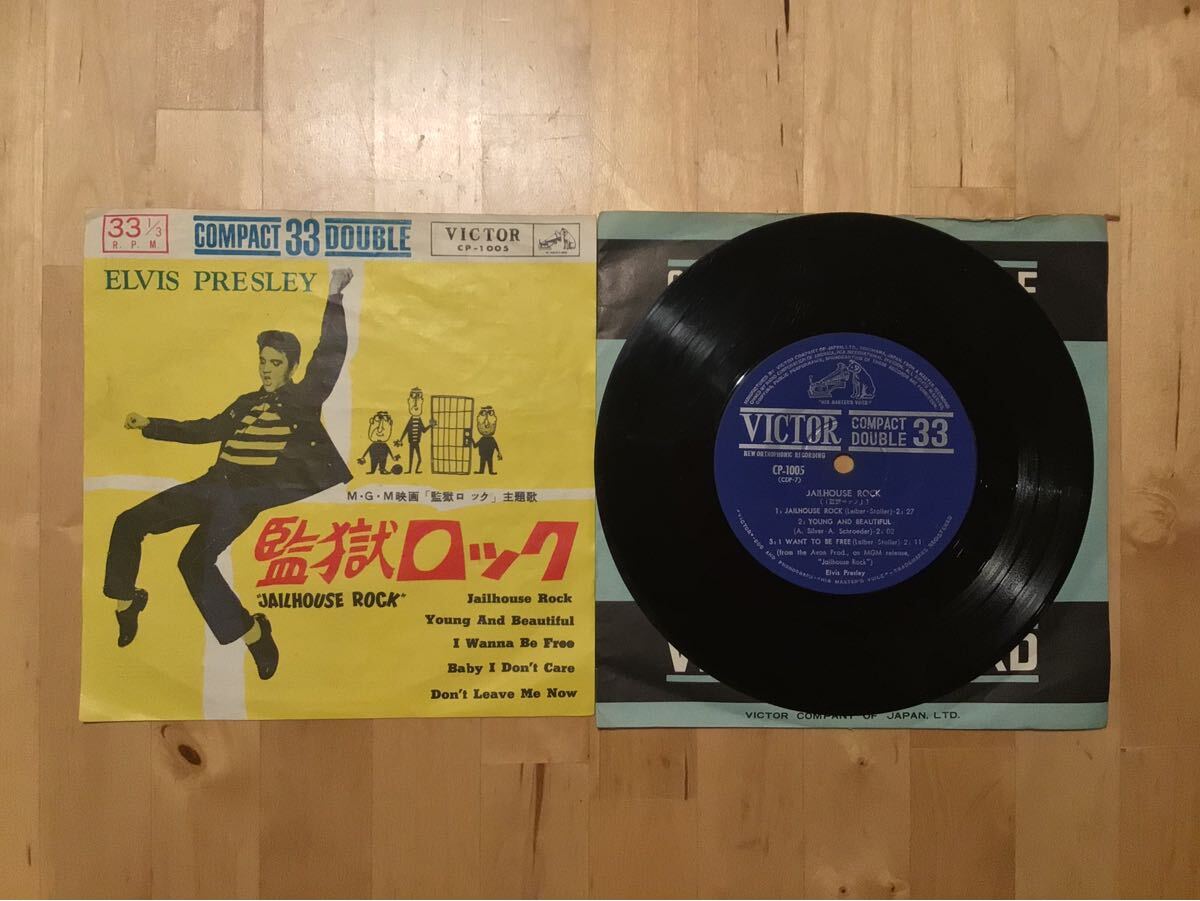 33 1/3
R. P. M.
COMPACT 33 DOUBLE
VICTOR
CP-1005
ELVIS PRESLEY
M・G・M映画「監獄ロック」主題歌
監獄ロック
"JAILHOUSE ROCK"
Jailhouse Rock
Young And Beautiful
I Wanna Be Free
Baby I Don't Care
Don't Leave Me Now
"HIS MASTER'S VOICE"
VICTOR
COMPACT
DOUBLE 33
NEW ORTHOPHONIC RECORDING
CP-1005
(CDP-7)
JAILHOUSE ROCK
1: JAILHOUSE ROCK (Leiber-Stoller)-2: 27
2: YOUNG AND BEAUTIFUL
(A. Silver-A. Schroeder)-2: 02
3: I WANT TO BE FREE (Leiber-Stoller)-2: 11
(from the Avon Prod., an MGM release,
"Jailhouse Rock")
Elvis Presley
VICTOR COMPANY OF JAPAN, LTD.